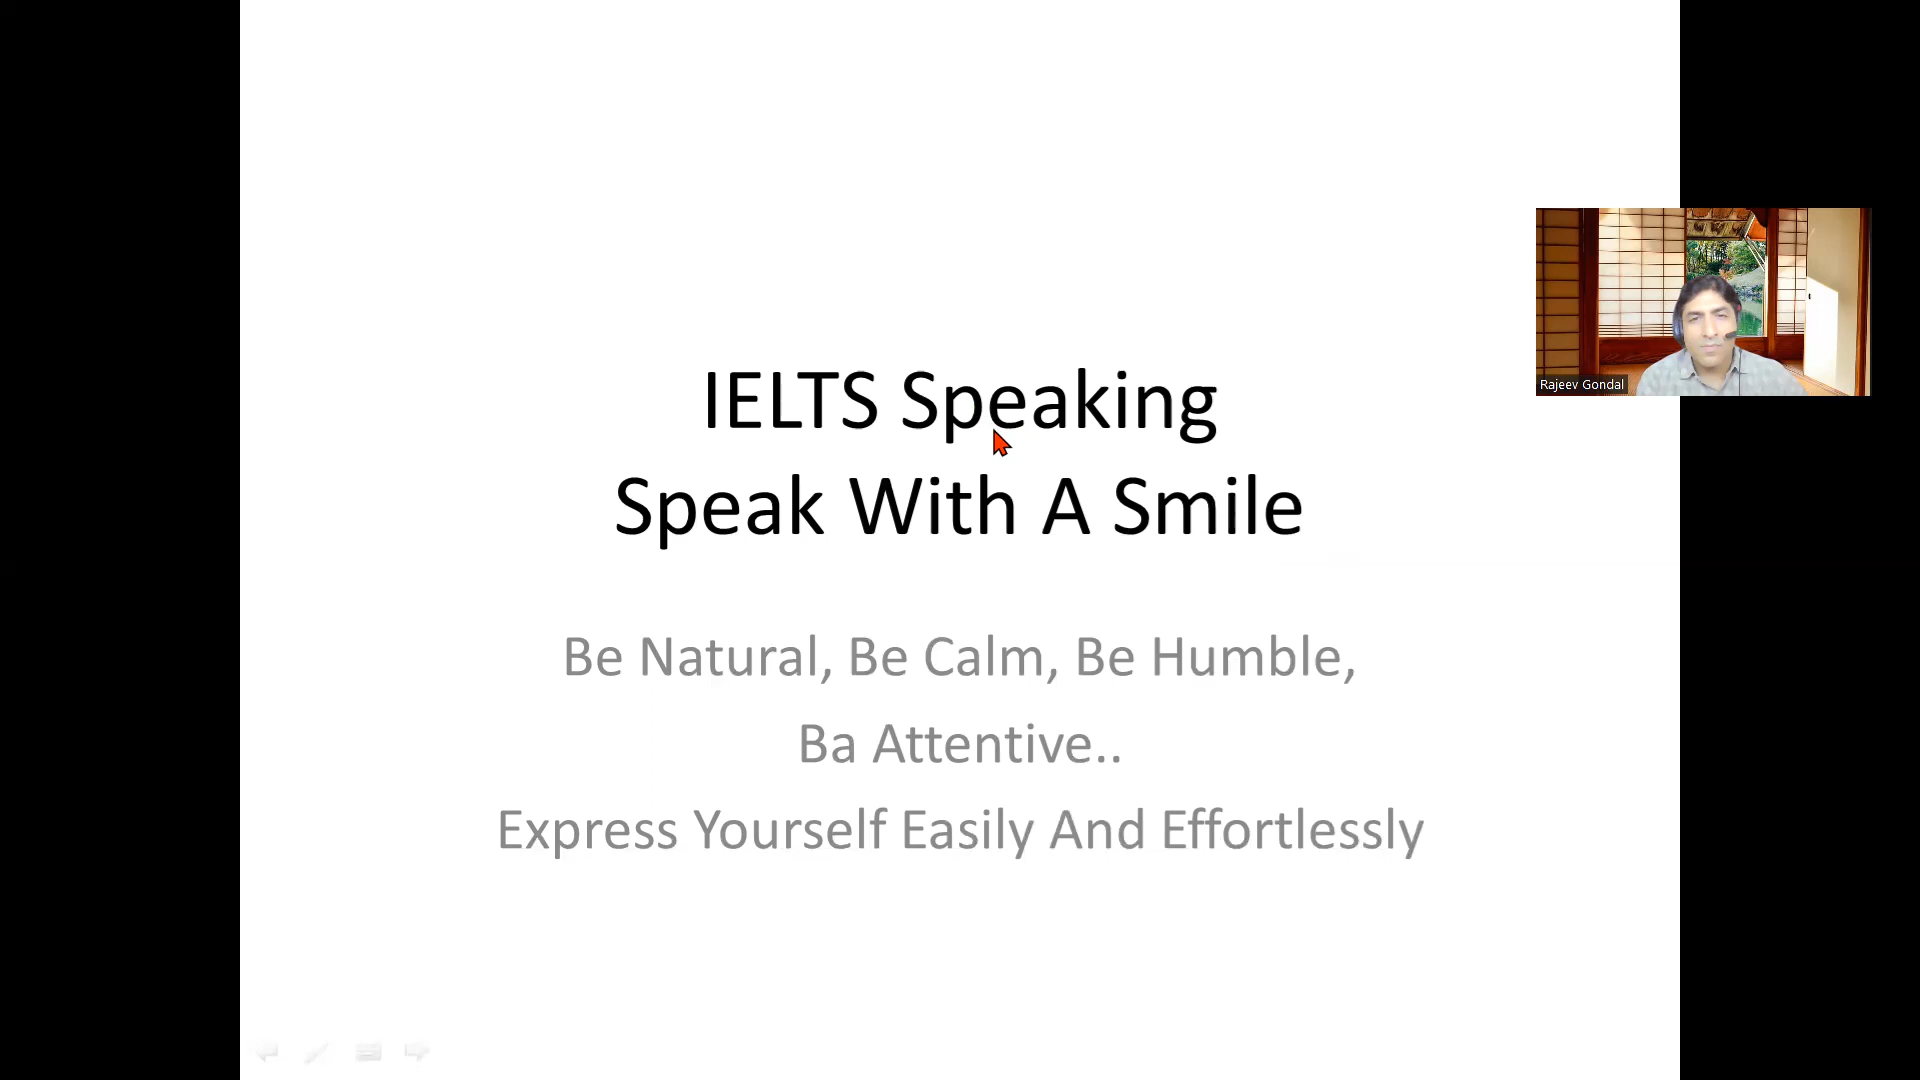 IELTS Speaking
Speak With A Smile
Be Natural, Be Calm, Be Humble,
Ba Attentive..
Express Yourself Easily And Effortlessly
Rajeev Gondal